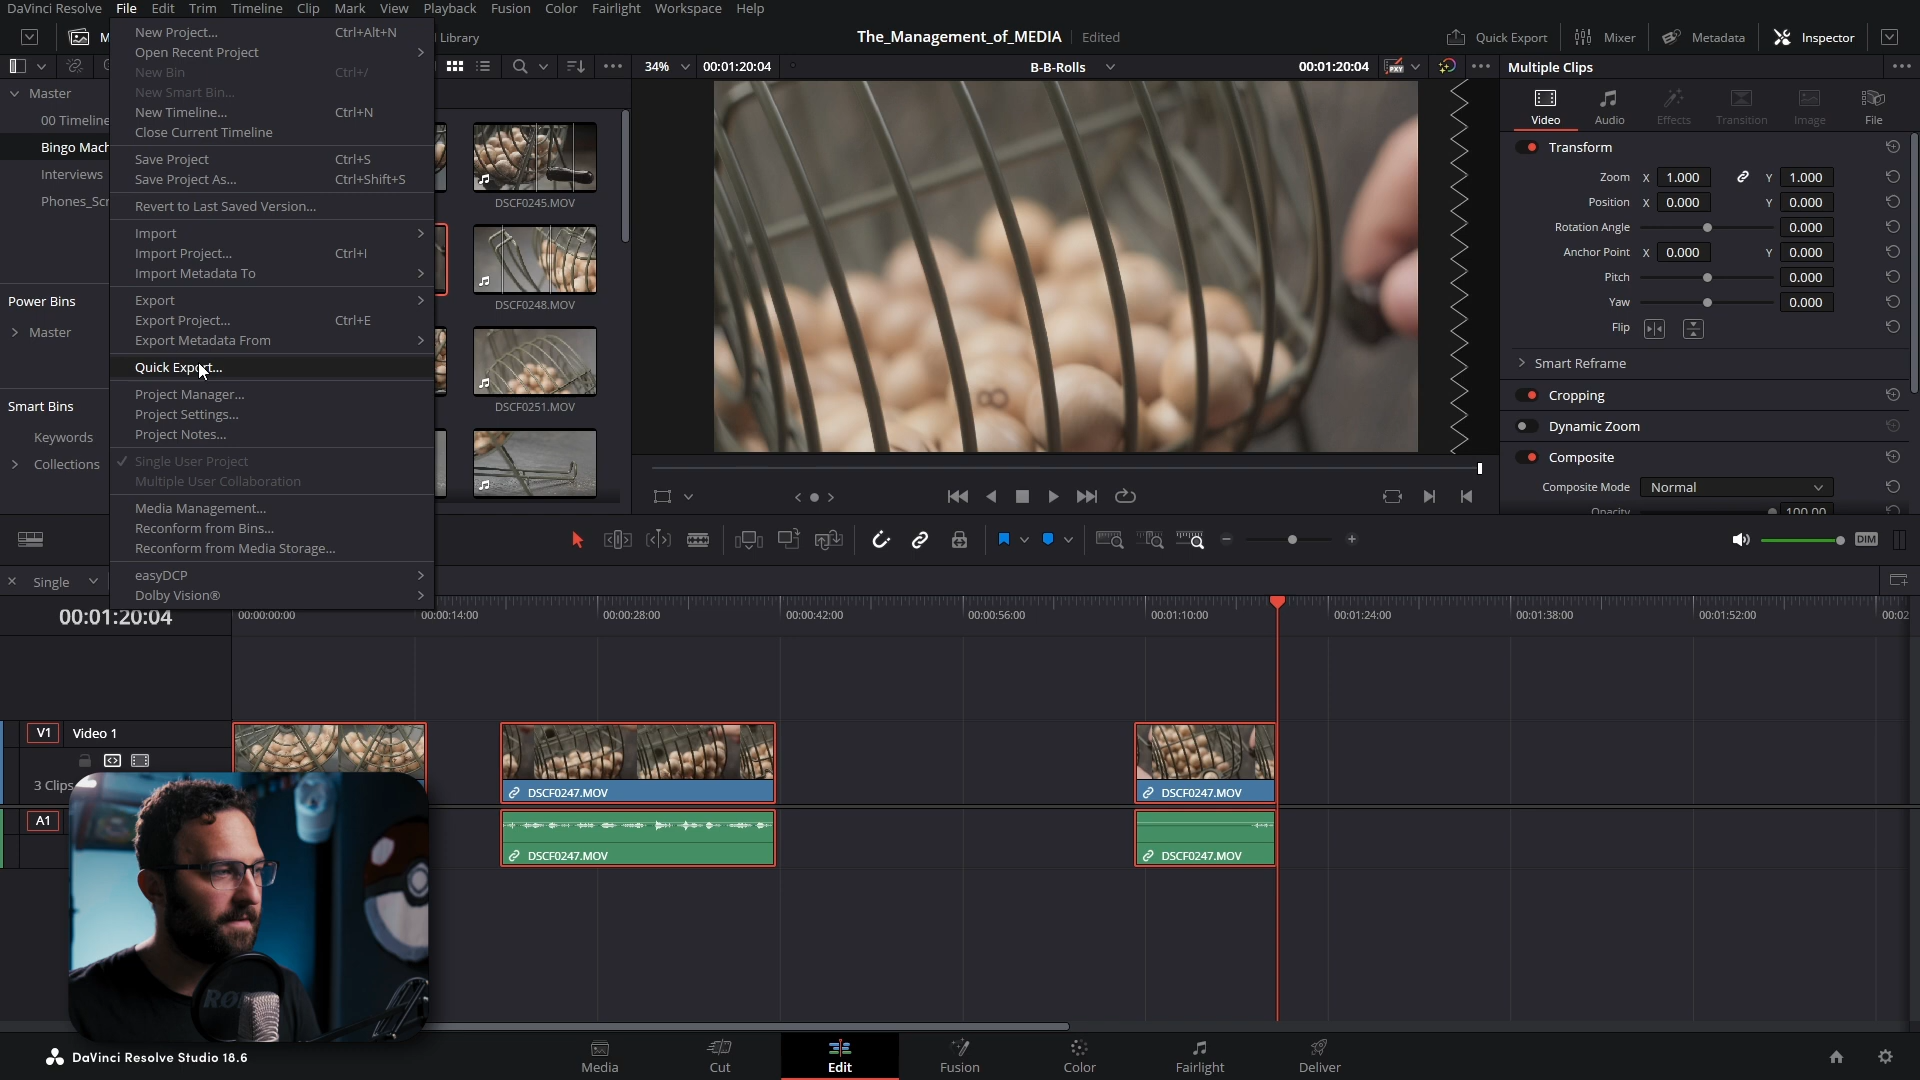 DaVinci Resolve File Edit Trim Timeline Clip Mark View Playback Fusion Color Fairlight Workspace Help
Library
The_Management_of_MEDIA Edited
Quick Export Mixer Metadata Inspector
New Project... Ctrl+Alt+N
Open Recent Project
New Bin Ctrl+/
New Smart Bin...
New Timeline... Ctrl+N
Close Current Timeline
Save Project Ctrl+S
Save Project As... Ctrl+Shift+S
Revert to Last Saved Version...
Import
Import Project... Ctrl+I
Import Metadata To
Export
Export Project... Ctrl+E
Export Metadata From
Quick Export...
Project Manager...
Project Settings...
Project Notes...
Single User Project
Multiple User Collaboration
Media Management...
Reconform from Bins...
Reconform from Media Storage...
easyDCP
Dolby Vision®
Master
00 Timeline
Bingo Mach
Interviews
Phones_Scr
Power Bins
Master
Smart Bins
Keywords
Collections
DSCF0245.MOV
DSCF0248.MOV
DSCF0251.MOV
34% 00:01:20:04 B-B-Rolls 00:01:20:04
Multiple Clips
Video Audio Effects Transition Image File
Transform
Zoom X 1.000 Y 1.000
Position X 0.000 Y 0.000
Rotation Angle 0.000
Anchor Point X 0.000 Y 0.000
Pitch 0.000
Yaw 0.000
Flip
Smart Reframe
Cropping
Dynamic Zoom
Composite
Composite Mode Normal
Opacity 100.00
DIM
Single
00:01:20:04
00:00:00:00 00:00:14:00 00:00:28:00 00:00:42:00 00:00:56:00 00:01:10:00 00:01:24:00 00:01:38:00 00:01:52:00 00:02
V1 Video 1
3 Clips
DSCF0247.MOV DSCF0247.MOV
A1
DSCF0247.MOV DSCF0247.MOV
DaVinci Resolve Studio 18.6
Media Cut Edit Fusion Color Fairlight Deliver